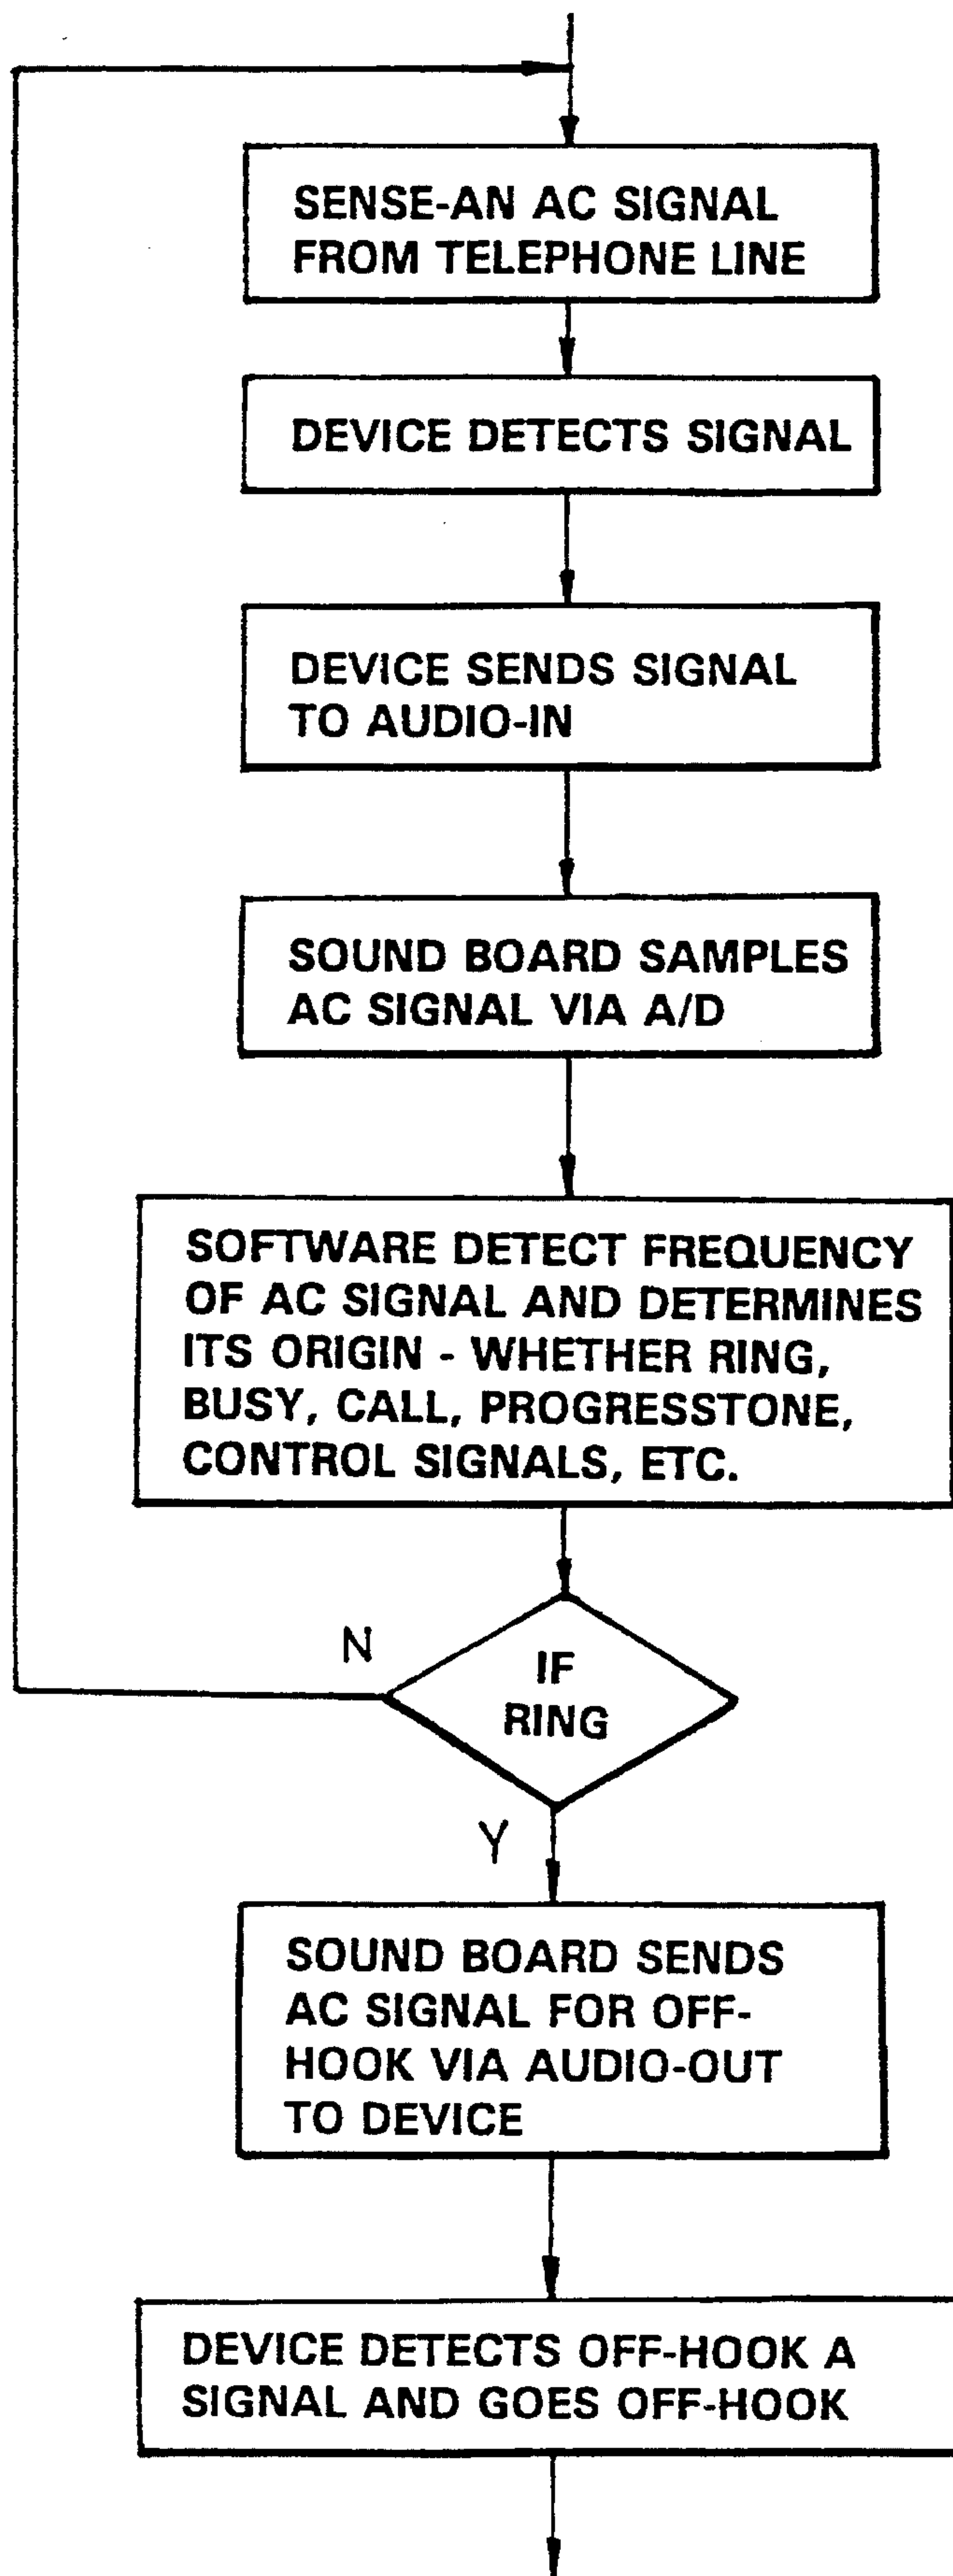 SENSE-AN AC SIGNAL
FROM TELEPHONE LINE
DEVICE DETECTS SIGNAL
DEVICE SENDS SIGNAL
TO AUDIO-IN
SOUND BOARD SAMPLES
AC SIGNAL VIA A/D
SOFTWARE DETECT FREQUENCY
OF AC SIGNAL AND DETERMINES
ITS ORIGIN - WHETHER RING,
BUSY, CALL, PROGRESSTONE,
CONTROL SIGNALS, ETC.
N
IF
RING
Y
SOUND BOARD SENDS
AC SIGNAL FOR OFF-
HOOK VIA AUDIO-OUT
TO DEVICE
DEVICE DETECTS OFF-HOOK A
SIGNAL AND GOES OFF-HOOK